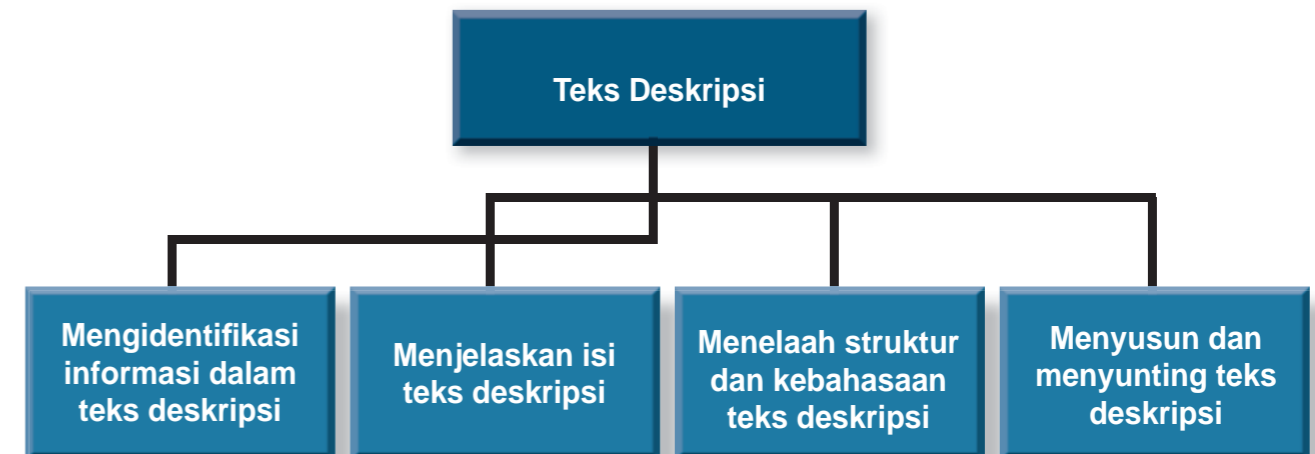 Teks Deskripsi
Mengidentifikasi
informasi dalam
teks deskripsi
Menjelaskan isi
teks deskripsi
Menelaah struktur
dan kebahasaan
teks deskripsi
Menyusun dan
menyunting teks
deskripsi